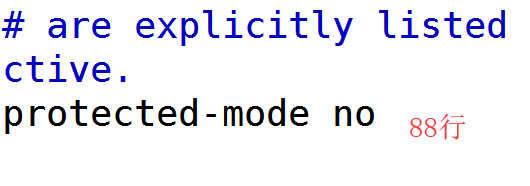 # are explicitly listed
ctive.
protected-mode no 88行